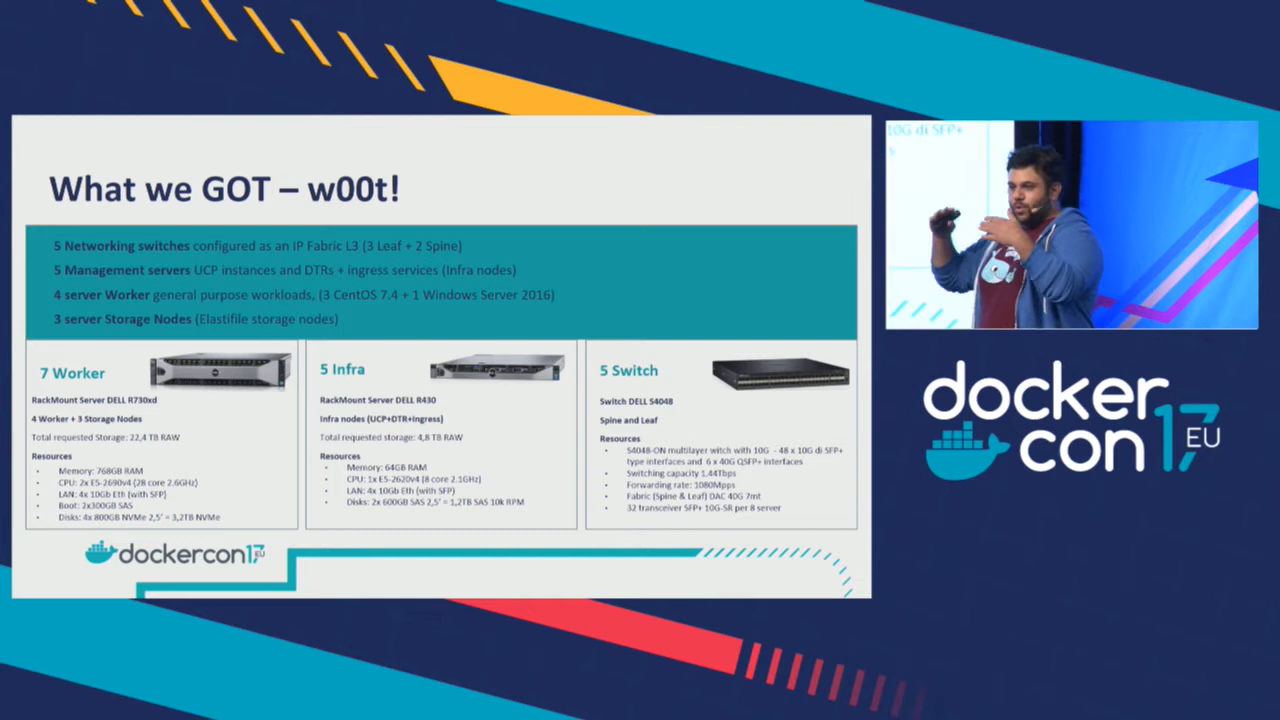 What we GOT – w00t!
5 Networking switches configured as an IP Fabric L3 (3 Leaf + 2 Spine)
5 Management servers UCP instances and DTRs + ingress services (Infra nodes)
4 server Worker general purpose workloads, (3 CentOS 7.4 + 1 Windows Server 2016)
3 server Storage Nodes (Elastifile storage nodes)
7 Worker
RackMount Server DELL R730xd
4 Worker + 3 Storage Nodes
Total requested Storage: 22,4 TB RAW
Resources
• Memory: 768GB RAM
• CPU: 2x E5-2690v4 (28 core 2.6GHz)
• LAN: 4x 10Gb Eth (with SFP)
• Boot: 2x300GB SAS
• Disks: 4x 800GB NVMe 2,5' = 3,2TB NVMe
5 Infra
RackMount Server DELL R430
Infra nodes (UCP+DTR+Ingress)
Total requested storage: 4,8 TB RAW
Resources
• Memory: 64GB RAM
• CPU: 1x E5-2620v4 (8 core 2.1GHz)
• LAN: 4x 10Gb Eth (with SFP)
• Disks: 2x 600GB SAS 2,5' = 1,2TB SAS 10k RPM
5 Switch
Switch DELL S4048
Spine and Leaf
Resources
• S4048-ON multilayer witch with 10G - 48 x 10G di SFP+
type interfaces and 6 x 40G QSFP+ interfaces
• Switching capacity 1.44Tbps
• Forwarding rate: 1080Mpps
• Fabric (Spine & Leaf) DAC 40G 7mt
• 32 transceiver SFP+ 10G-SR per 8 server
dockercon17EU
10G di SFP+
docker
con 17 EU